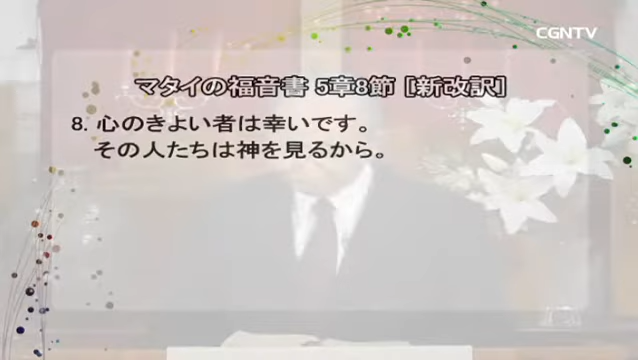 CGNTV
マタイの福音書 5章8節 [新改訳]
8. 心のきよい者は幸いです。
その人たちは神を見るから。